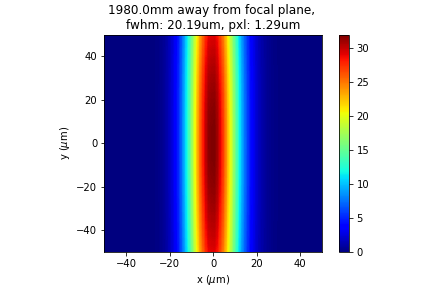 1980.0mm away from focal plane,
fwhm: 20.19um, pxl: 1.29um
40
20
0
−20
−40
y (μm)
−40 −20 0 20 40
x (μm)
30
25
20
15
10
5
0